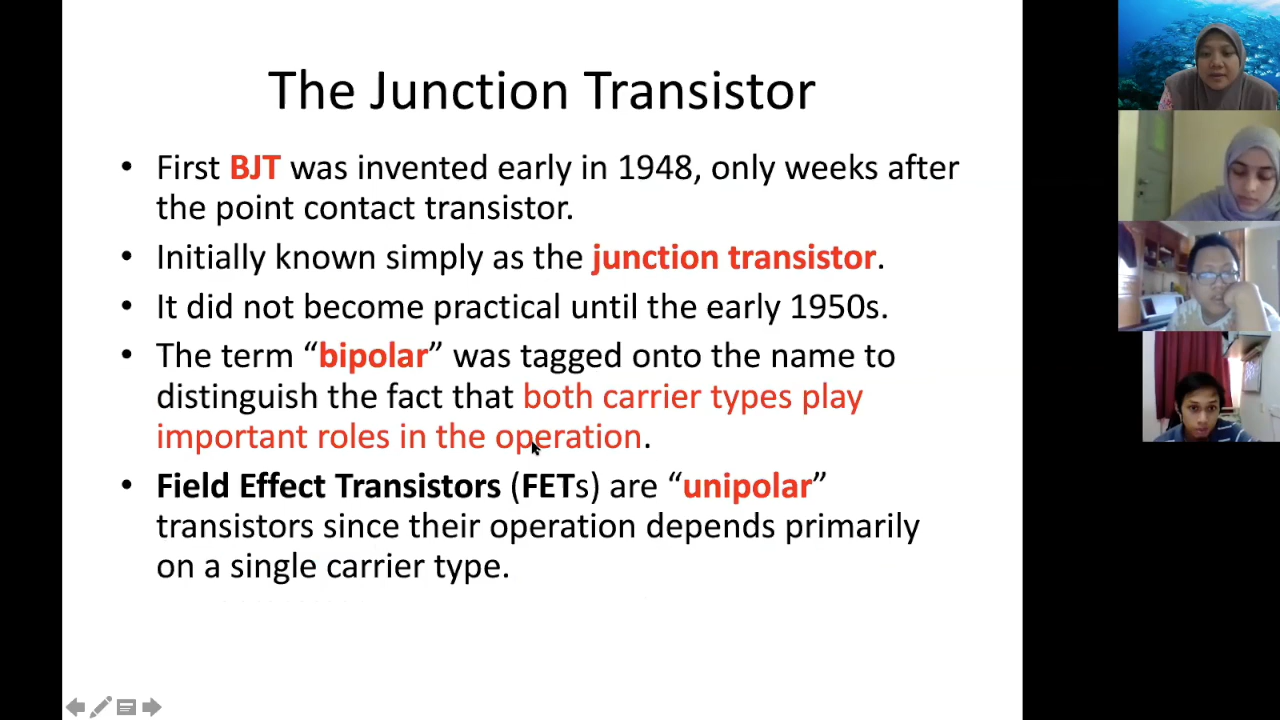 The Junction Transistor
• First BJT was invented early in 1948, only weeks after
the point contact transistor.
• Initially known simply as the junction transistor.
• It did not become practical until the early 1950s.
• The term “bipolar” was tagged onto the name to
distinguish the fact that both carrier types play
important roles in the operation.
• Field Effect Transistors (FETs) are “unipolar”
transistors since their operation depends primarily
on a single carrier type.